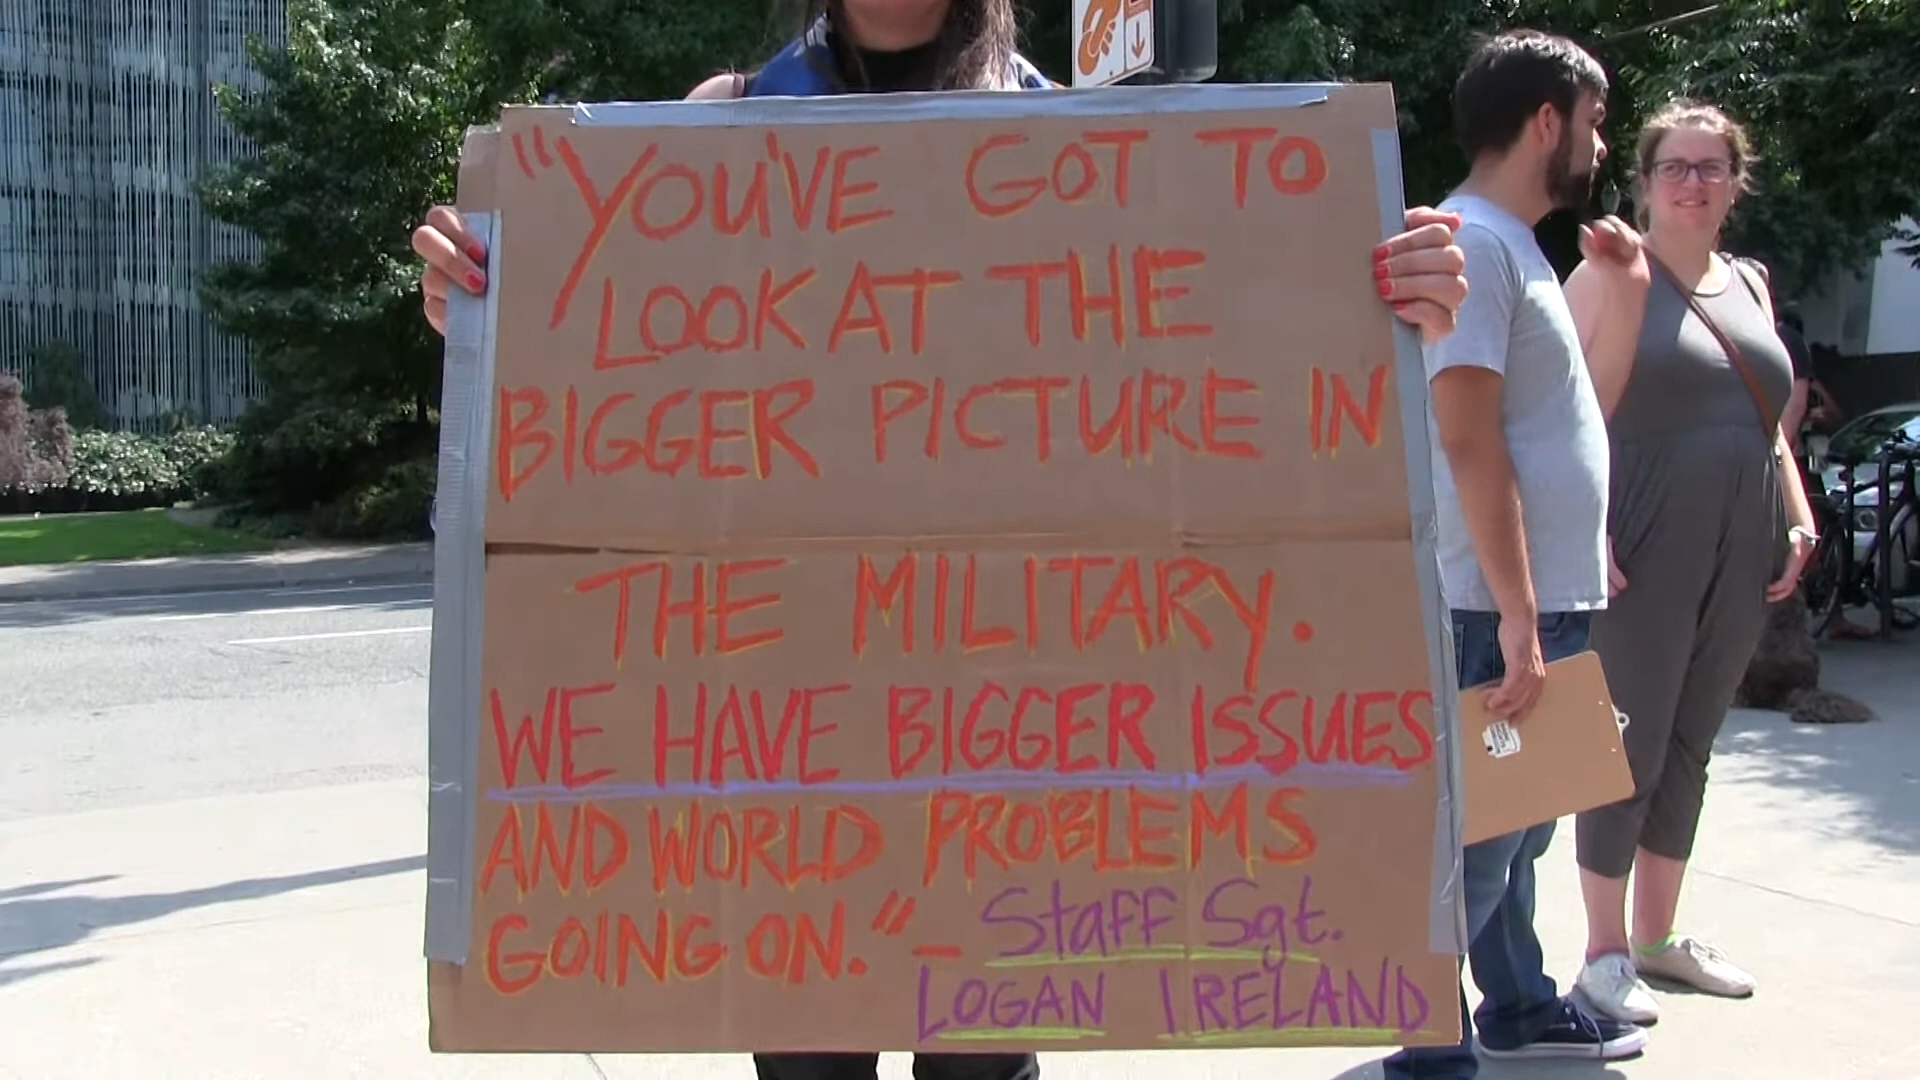 "YOU'VE GOT TO
LOOK AT THE
BIGGER PICTURE IN
THE MILITARY.
WE HAVE BIGGER ISSUES
AND WORLD PROBLEMS
GOING ON." – Staff Sgt.
LOGAN IRELAND